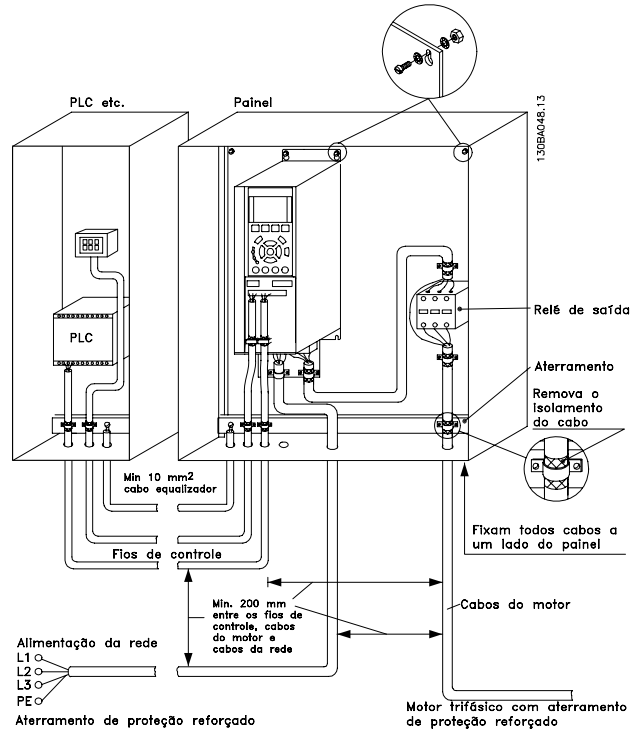 PLC etc.
Painel
130BA048.13
PLC
Relé de saída
Aterramento
Remova o
isolamento
do cabo
Min 10 mm2
cabo equalizador
Fios de controle
Fixam todos cabos a
um lado do painel
Min. 200 mm
entre os fios de
controle, cabos
do motor e
cabos da rede
Cabos do motor
Alimentação da rede
L1
L2
L3
PE
Aterramento de proteção reforçado
Motor trifásico com aterramento
de proteção reforçado